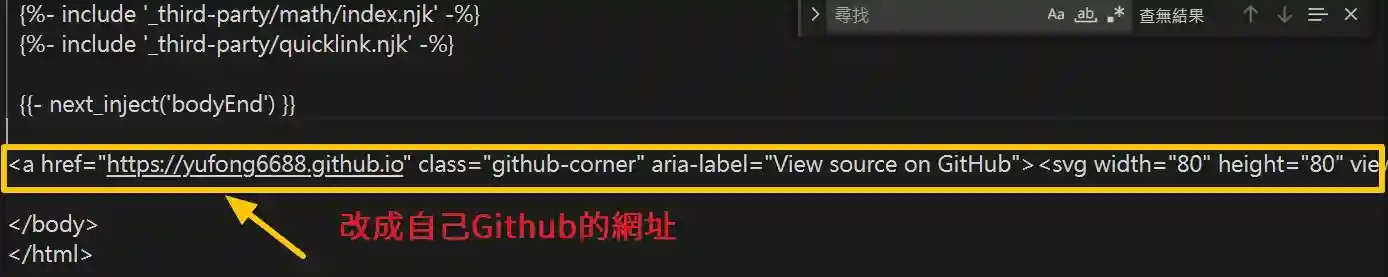 {%- include '_third-party/math/index.njk' -%}
{%- include '_third-party/quicklink.njk' -%}
尋找
Aa ab, .* 查無結果
{{- next_inject('bodyEnd') }}
<a href="https://yufong6688.github.io" class="github-corner" aria-label="View source on GitHub"><svg width="80" height="80" vie
改成自己Github的網址
</body>
</html>